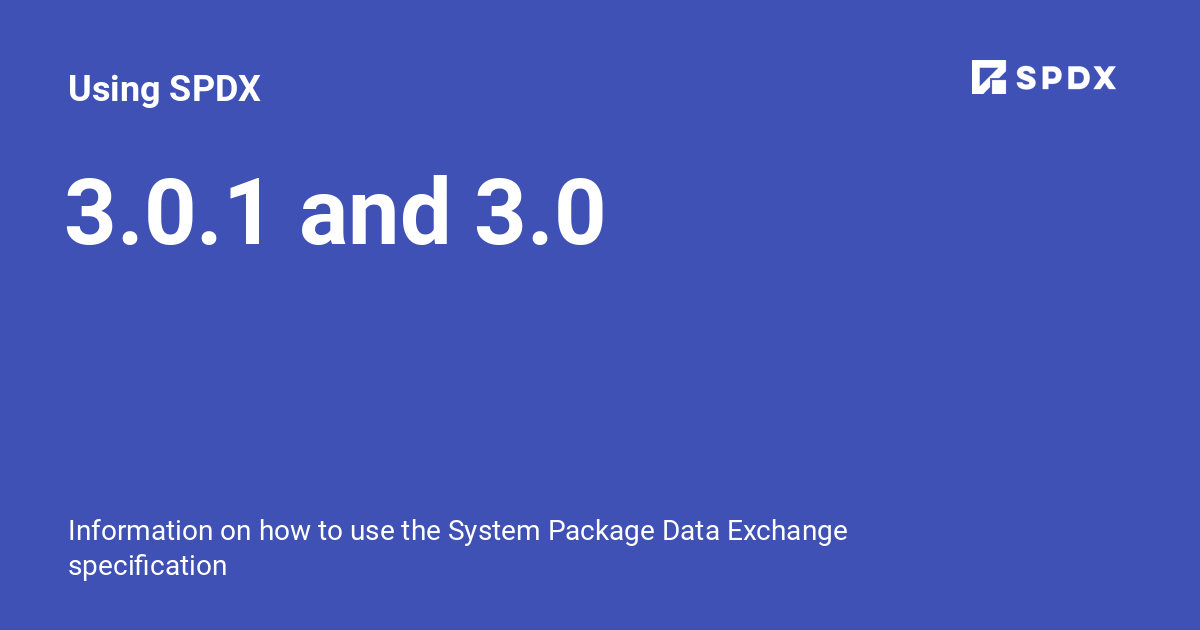 Using SPDX
SPDX
3.0.1 and 3.0
Information on how to use the System Package Data Exchange
specification